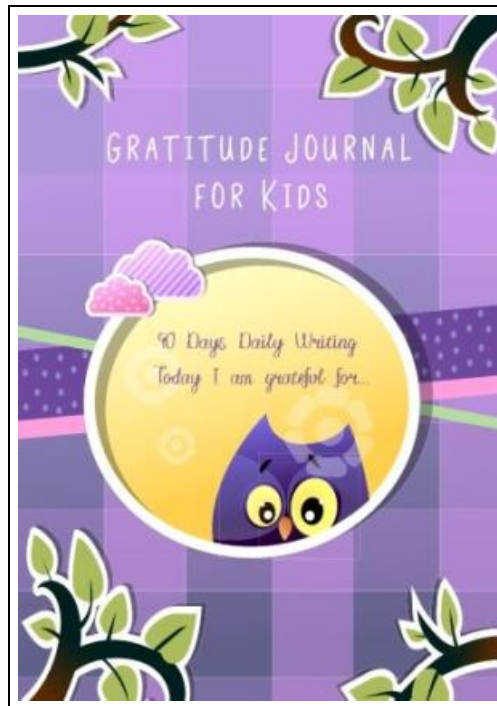 GRATITUDE JOURNAL
FOR KIDS
90 Days Daily Writing
Today I am grateful for...